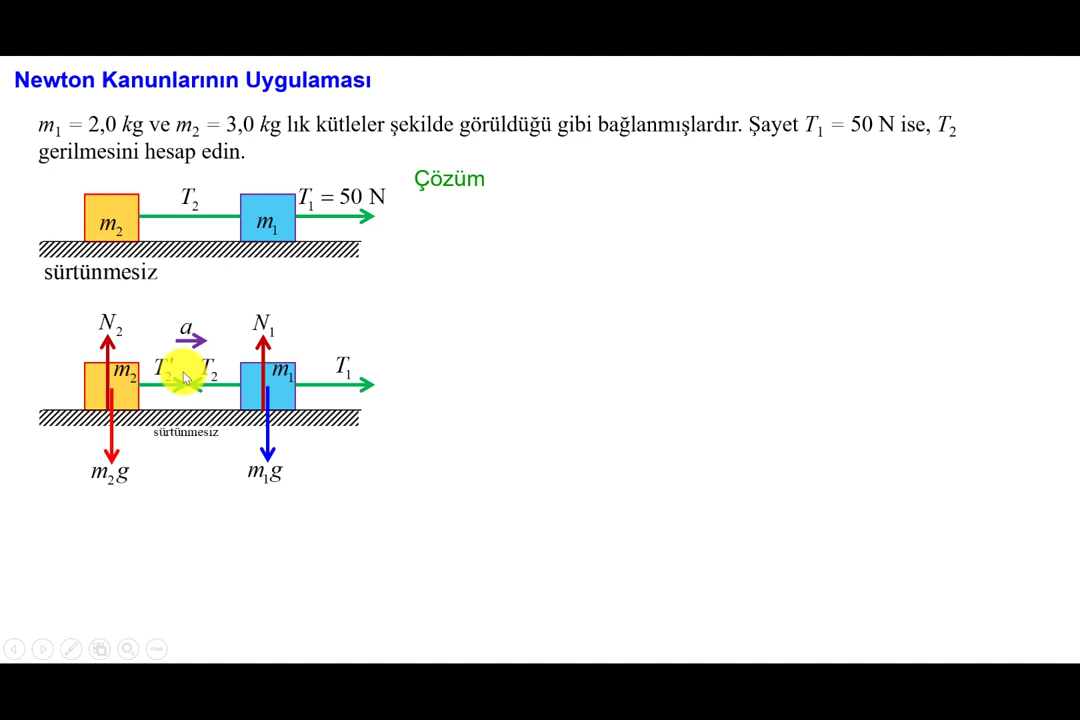 Newton Kanunlarının Uygulaması
m₁ = 2,0 kg ve m₂ = 3,0 kg lık kütleler şekilde görüldüğü gibi bağlanmışlardır. Şayet T₁ = 50 N ise, T₂
gerilmesini hesap edin.
Çözüm
T₂ T₁ = 50 N
m₂ m₁
sürtünmesiz
N₂ a N₁
m₂ T₂' T₂ m₁ T₁
sürtünmesiz
m₂g m₁g